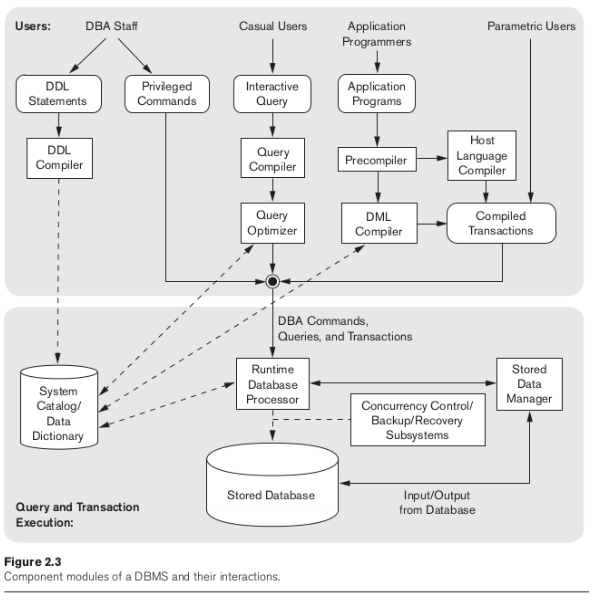 Users:
DBA Staff
Casual Users
Application
Programmers
Parametric Users
DDL
Statements
Privileged
Commands
Interactive
Query
Application
Programs
DDL
Compiler
Query
Compiler
Precompiler
Host
Language
Compiler
Query
Optimizer
DML
Compiler
Compiled
Transactions
DBA Commands,
Queries, and Transactions
System
Catalog/
Data
Dictionary
Runtime
Database
Processor
Stored
Data
Manager
Concurrency Control/
Backup/Recovery
Subsystems
Stored Database
Input/Output
from Database
Query and Transaction
Execution:
Figure 2.3
Component modules of a DBMS and their interactions.